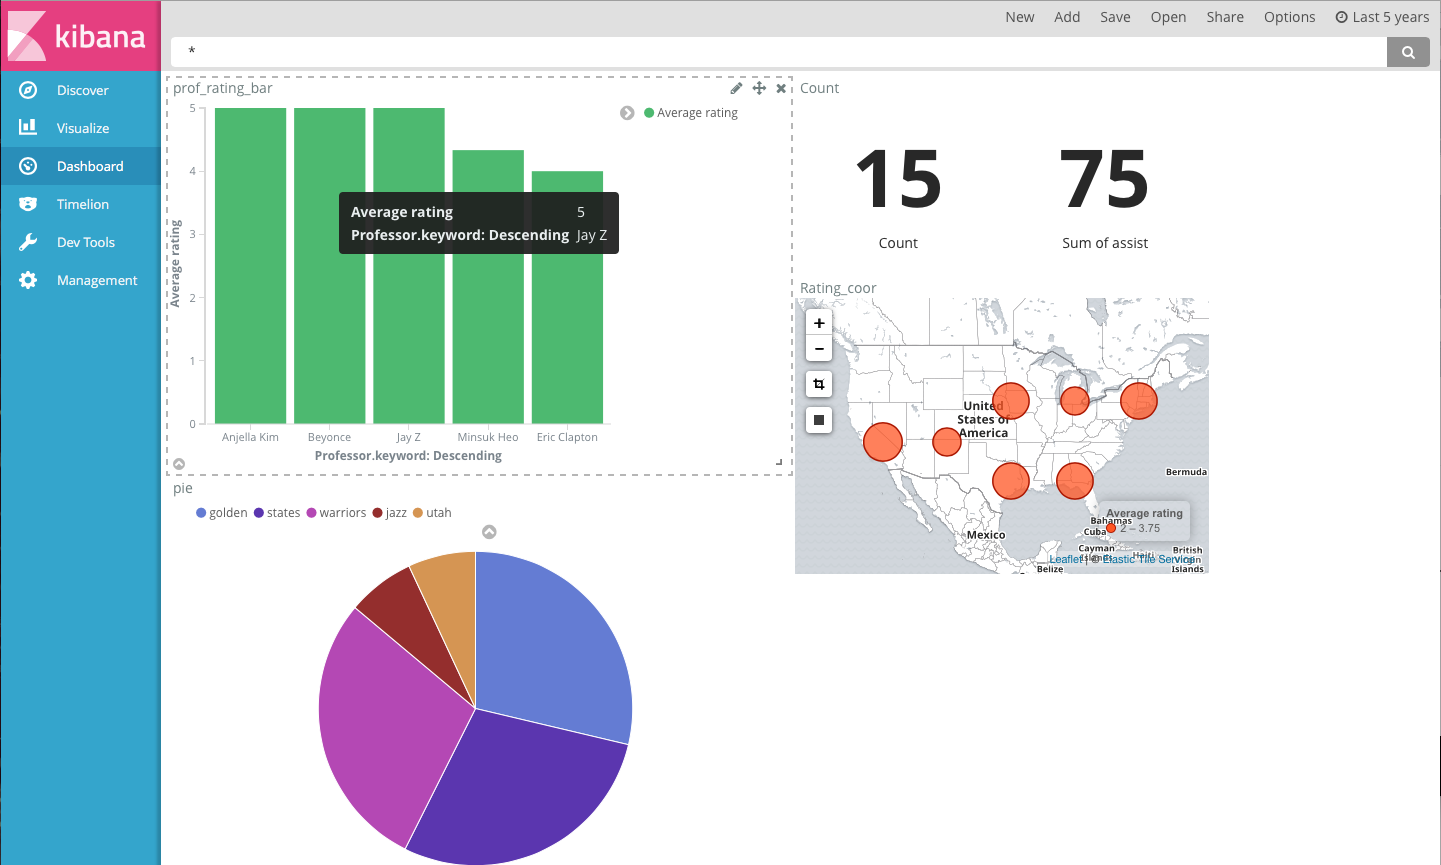 kibana
New Add Save Open Share Options Last 5 years
*
Discover
Visualize
Dashboard
Timelion
Dev Tools
Management
prof_rating_bar
Average rating
5
4
3
2
1
0
Average rating
Average rating 5
Professor.keyword: Descending Jay Z
Anjella Kim Beyonce Jay Z Minsuk Heo Eric Clapton
Professor.keyword: Descending
Count
15 75
Count Sum of assist
Rating_coor
+
−
United
States of
America
Mexico
Bermuda
Average rating
2 – 3.75
Bahamas
Cuba
Cayman
Islands
Haiti
British
Islands
Belize
Leaflet | © Elastic Tile Service
pie
golden states warriors jazz utah